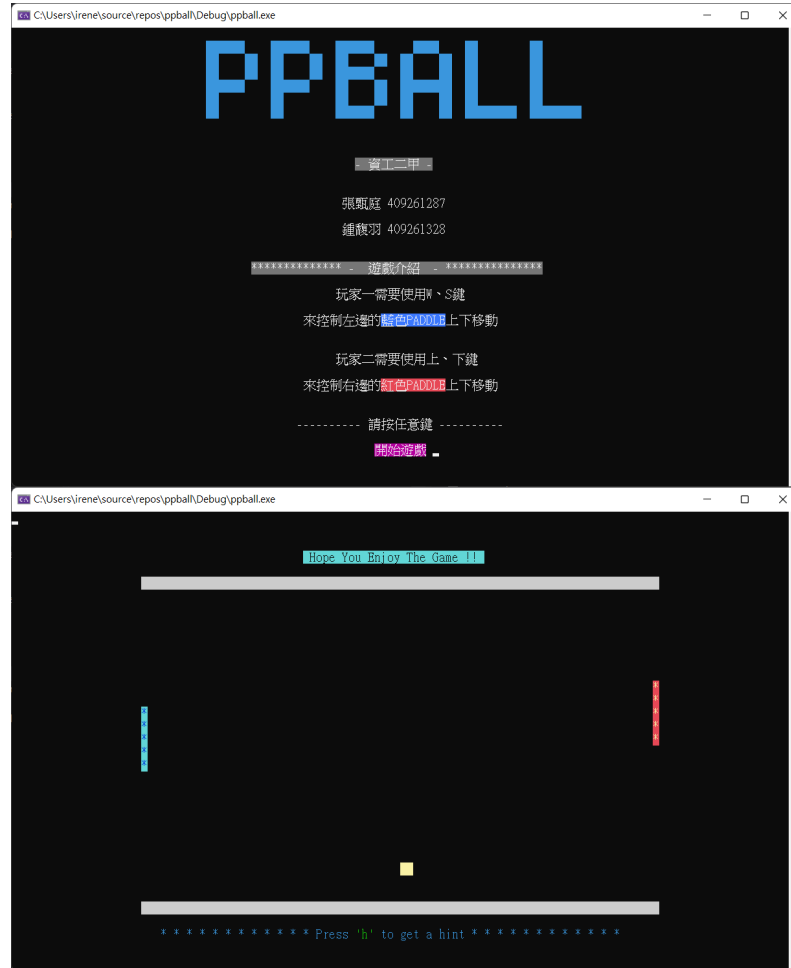 C:\Users\irene\source\repos\ppball\Debug\ppball.exe
PPBALL
- 資工二甲 -
張甄庭 409261287
鍾馥羽 409261328
************** - 遊戲介紹 - ***************
玩家一需要使用W、S鍵
來控制左邊的藍色PADDLE上下移動
玩家二需要使用上、下鍵
來控制右邊的紅色PADDLE上下移動
---------- 請按任意鍵 ----------
開始遊戲
C:\Users\irene\source\repos\ppball\Debug\ppball.exe
Hope You Enjoy The Game !!
* * * * * * * * * * * * Press 'h' to get a hint * * * * * * * * * * * *